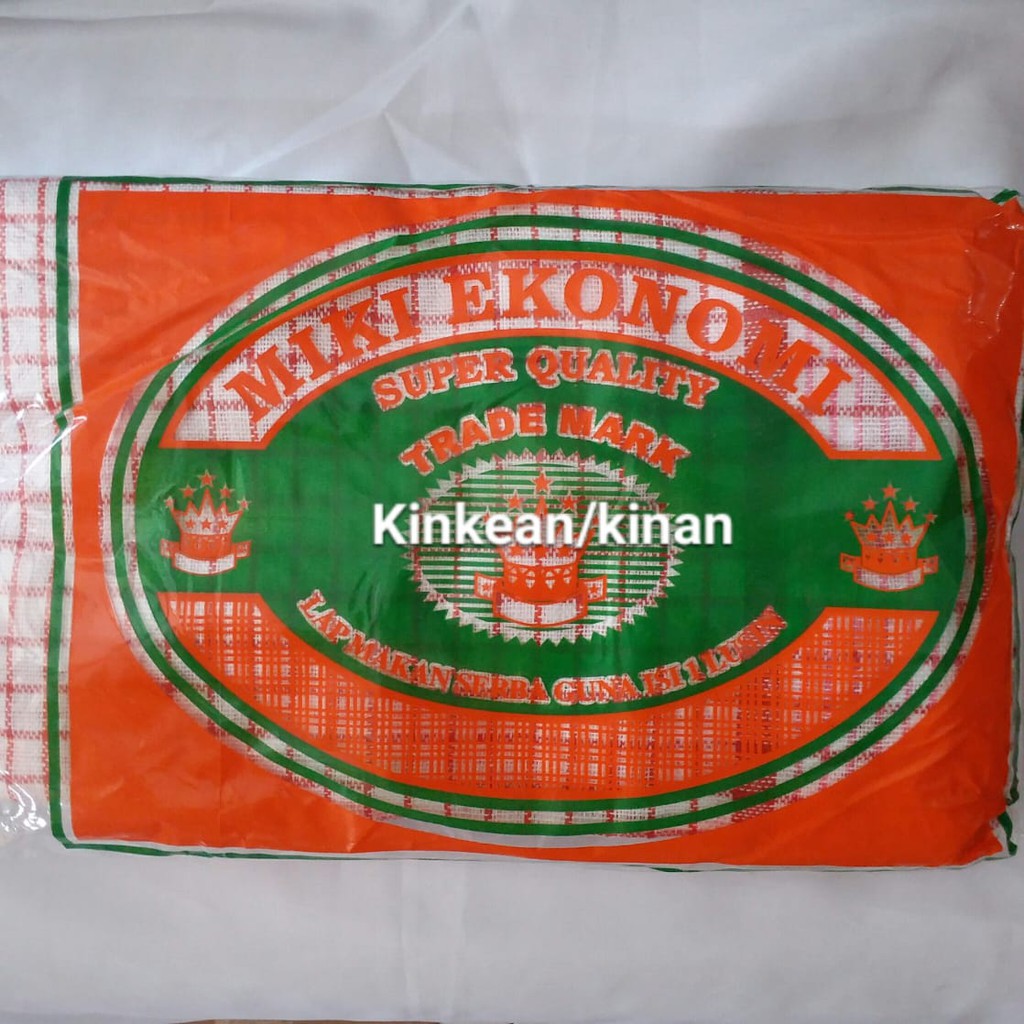 MIKI EKONOMI
SUPER QUALITY
TRADE MARK
Kinkean/kinan
LAP MAKAN SERBA GUNA ISI 1 LUSIN